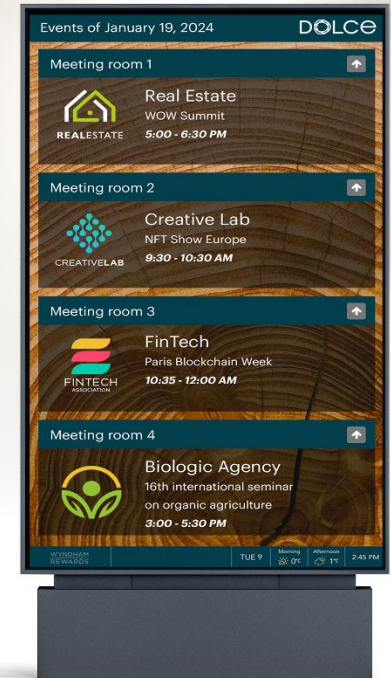 Events of January 19, 2024
DOLCE
Meeting room 1
REALESTATE
Real Estate
WOW Summit
5:00 - 6:30 PM
Meeting room 2
CREATIVELAB
Creative Lab
NFT Show Europe
9:30 - 10:30 AM
Meeting room 3
FINTECH
ASSOCIATION
FinTech
Paris Blockchain Week
10:35 - 12:00 AM
Meeting room 4
Biologic Agency
16th international seminar
on organic agriculture
3:00 - 5:30 PM
WYNDHAM
REWARDS
TUE 9
Morning
0°C
Afternoon
1°C
2:45 PM